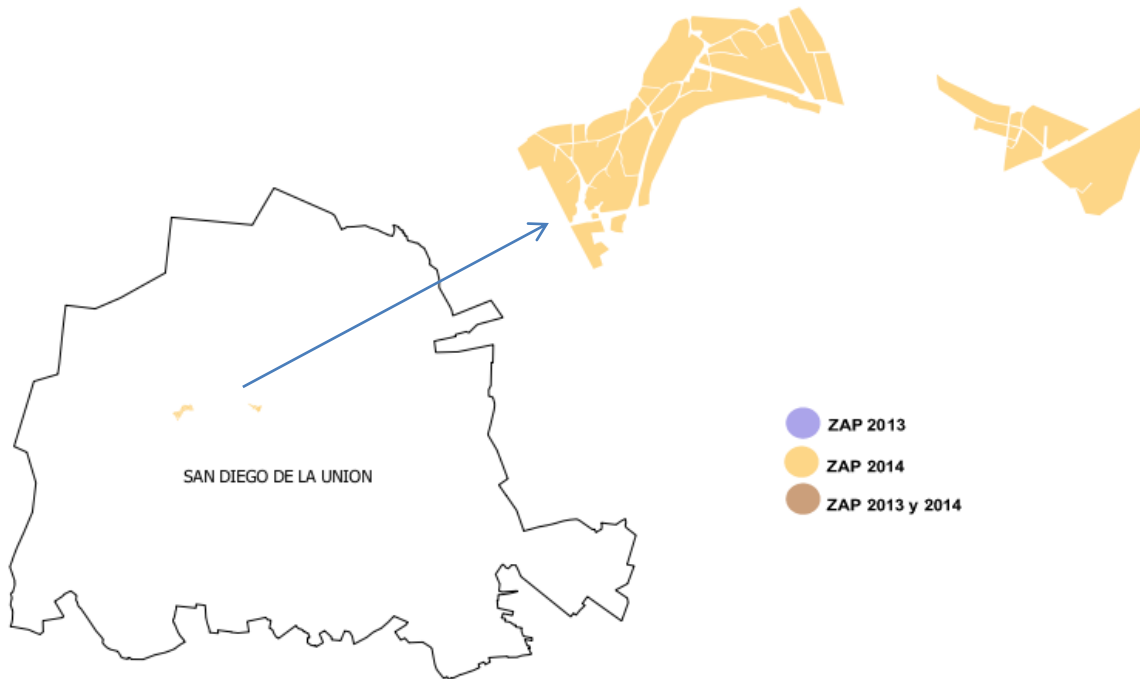 SAN DIEGO DE LA UNION
ZAP 2013
ZAP 2014
ZAP 2013 y 2014